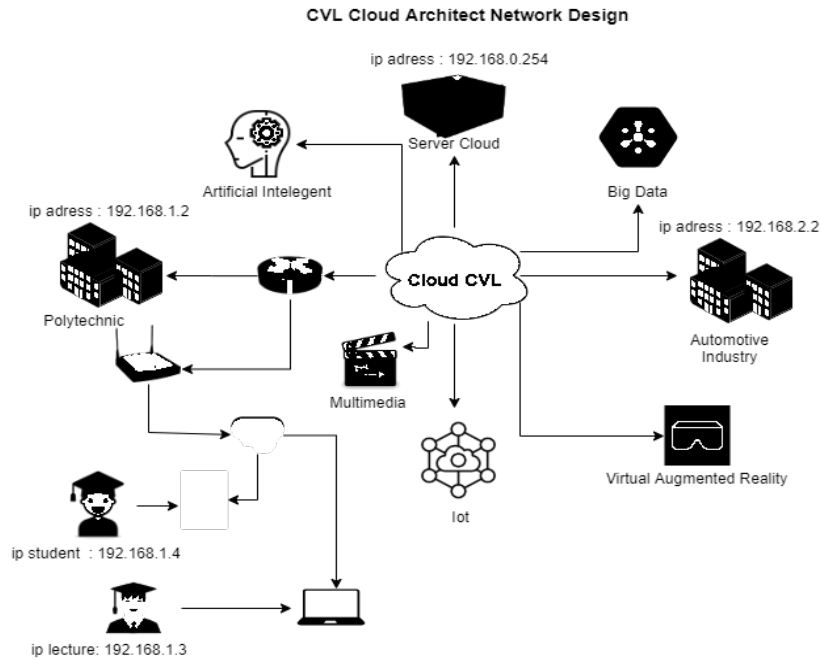 CVL Cloud Architect Network Design
ip adress : 192.168.0.254
Server Cloud
Artificial Intelegent
Big Data
ip adress : 192.168.1.2
ip adress : 192.168.2.2
Cloud CVL
Polytechnic
Automotive
Industry
Multimedia
Virtual Augmented Reality
Iot
ip student : 192.168.1.4
ip lecture: 192.168.1.3